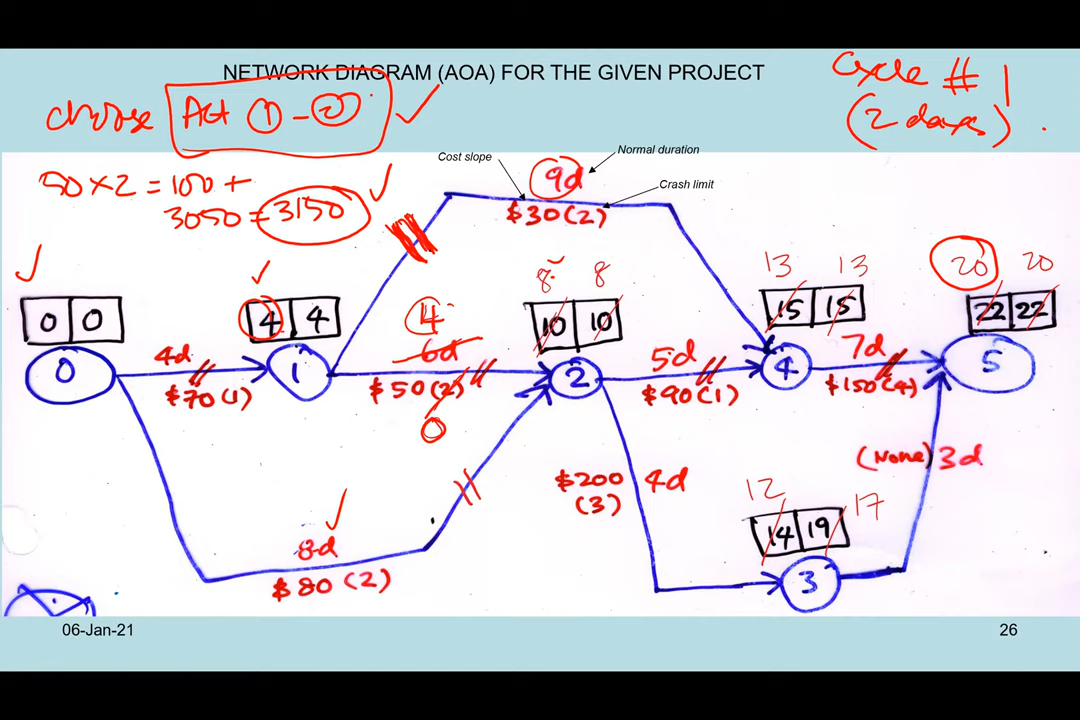 NETWORK DIAGRAM (AOA) FOR THE GIVEN PROJECT
Cycle # 1
(2 days).
choose Act 1 - 2
50 x 2 = 100 +
3050 = 3150
Cost slope
Normal duration
Crash limit
9d
$30(2)
0 0
4 4
8 8
10 10
13 13
15 15
20 20
22 22
0
4d
$70(1)
1
4
6d
$50(2)
0
2
5d
$90(1)
4
7d
$150(4)
5
(None) 3d
$200 4d
(3)
12 17
14 19
3
8d
$80(2)
06-Jan-21
26